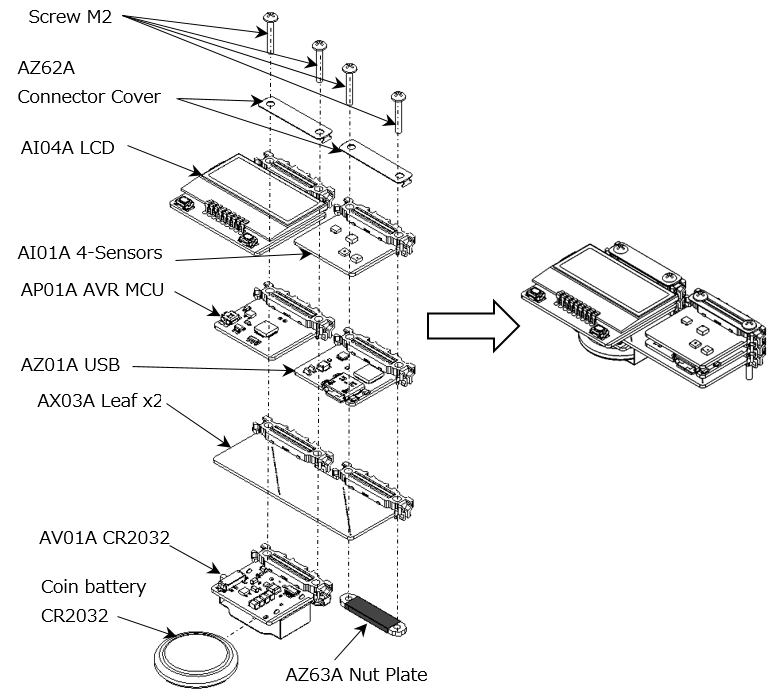 Screw M2
AZ62A
Connector Cover
AI04A LCD
AI01A 4-Sensors
AP01A AVR MCU
AZ01A USB
AX03A Leaf x2
AV01A CR2032
Coin battery
CR2032
AZ63A Nut Plate